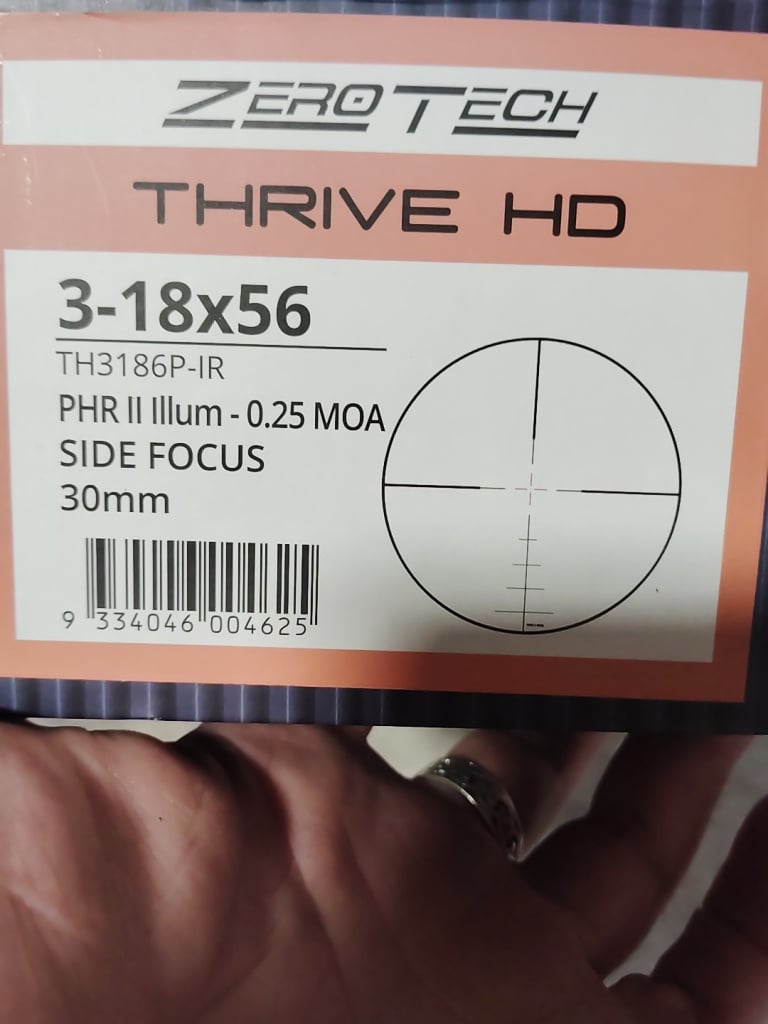 ZEROTECH
THRIVE HD
3-18x56
TH3186P-IR
PHR II Illum - 0.25 MOA
SIDE FOCUS
30mm
9 334046 004625